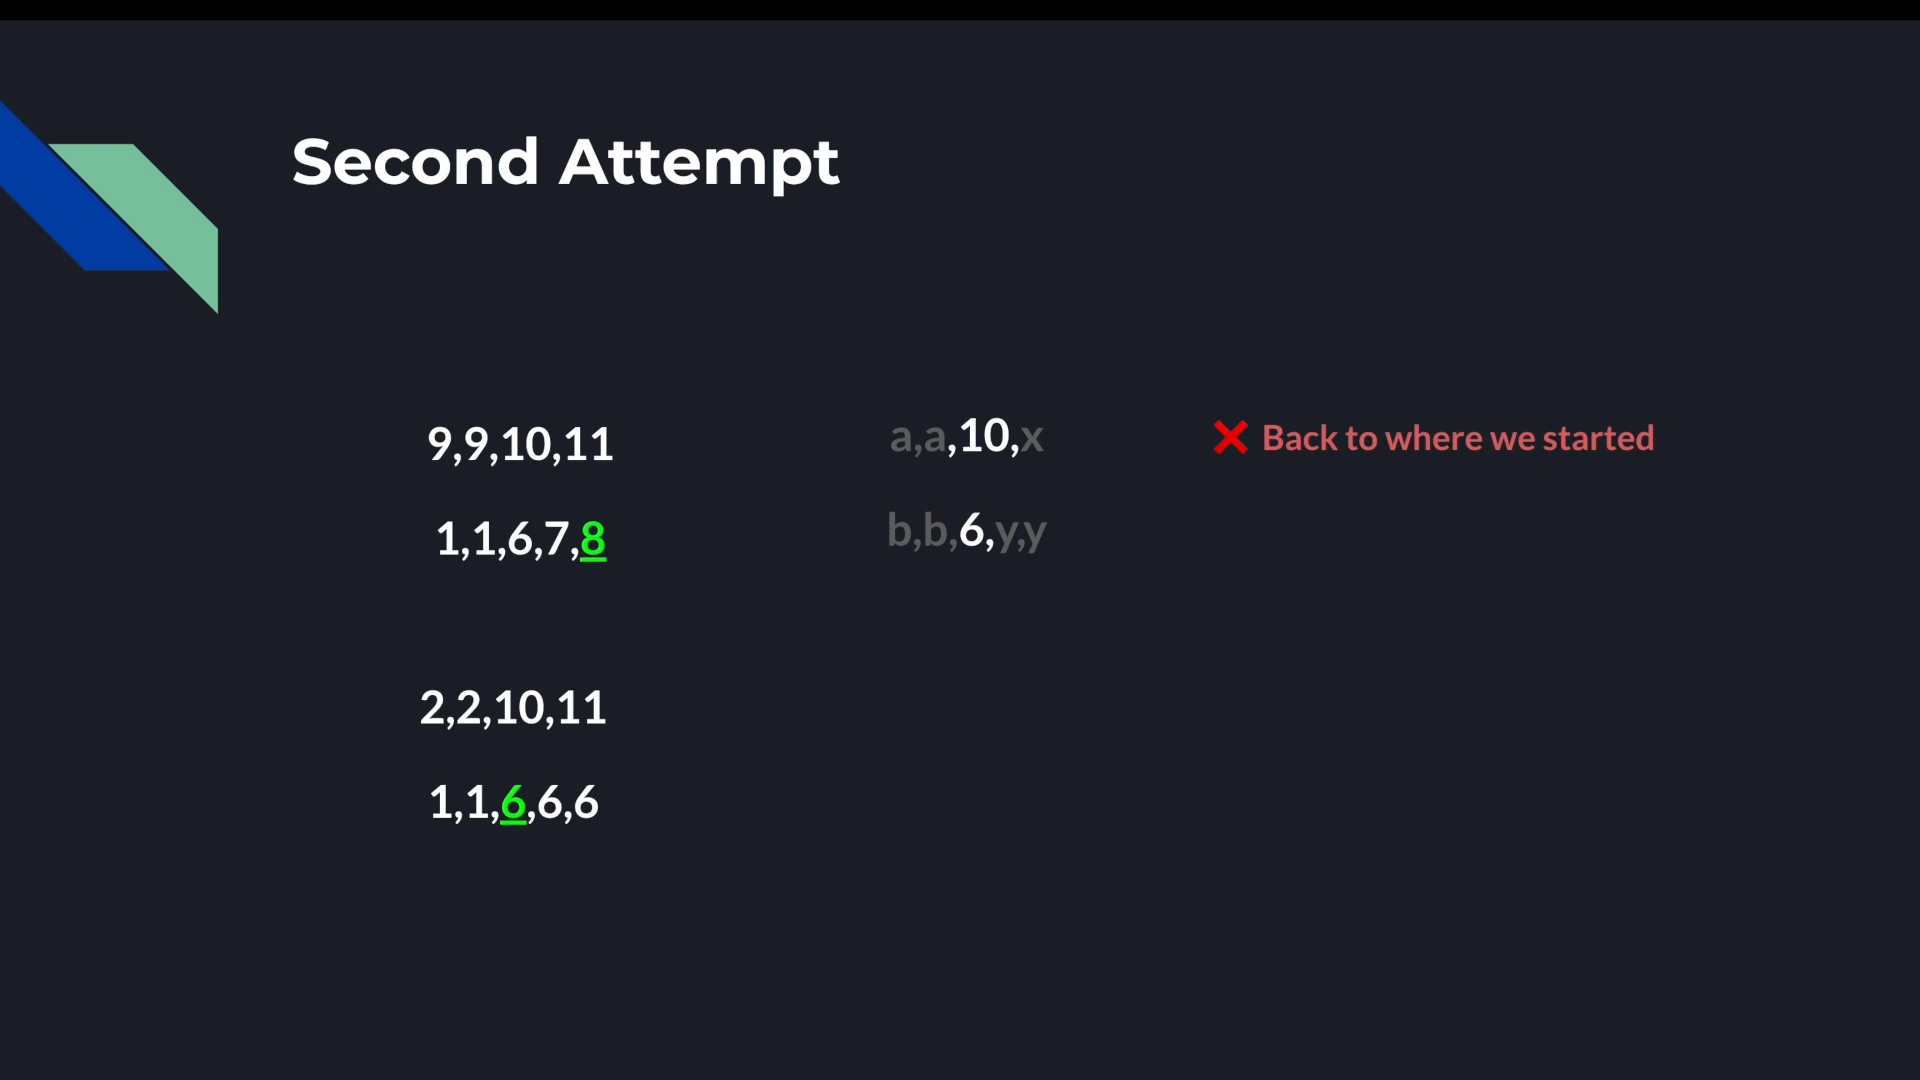 Second Attempt
9,9,10,11
1,1,6,7,8
a,a,10,x
b,b,6,yy,y
❌ Back to where we started
2,2,10,11
1,1,6,6,6